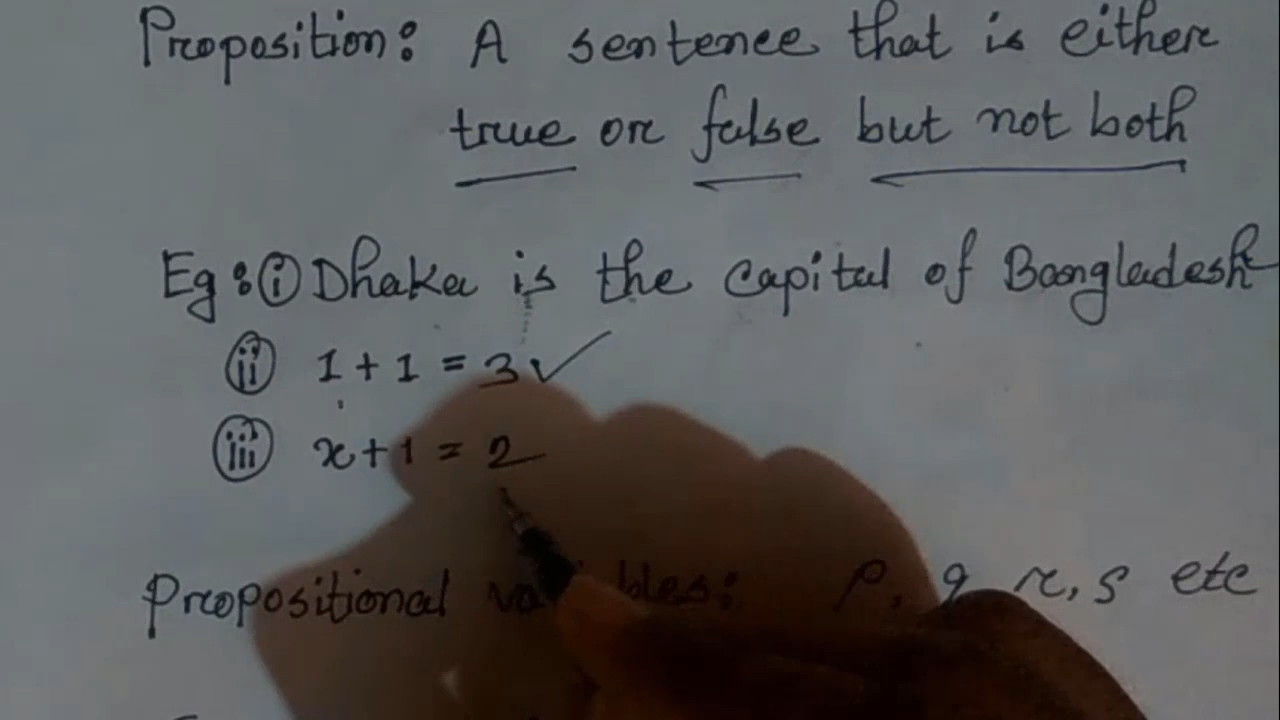 Proposition: A sentence that is either
true or false but not both
Eg: (i) Dhaka is the capital of Bangladesh
(ii) 1 + 1 = 3 ✓
(iii) x + 1 = 2
Propositional p, q, r, s etc